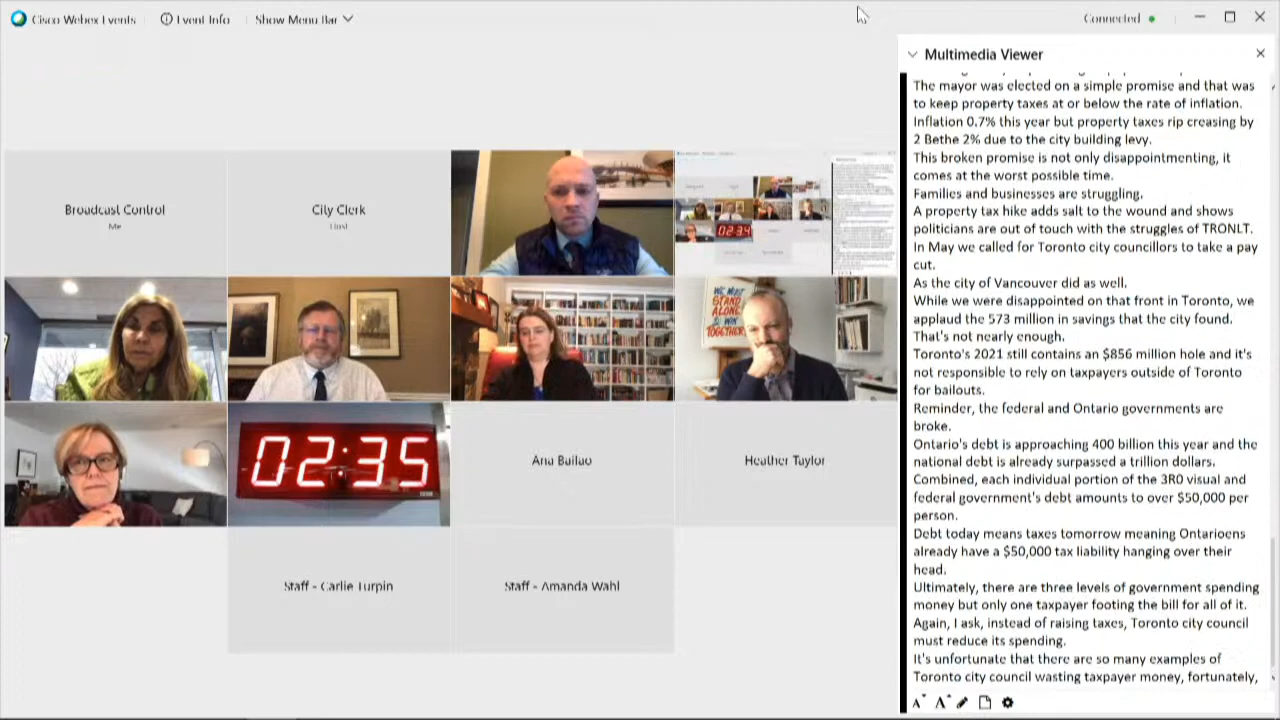 Cisco Webex Events
Event Info
Show Menu Bar
Connected
Multimedia Viewer
The mayor was elected on a simple promise and that was
to keep property taxes at or below the rate of inflation.
Inflation 0.7% this year but property taxes rip creasing by
2 Bethe 2% due to the city building levy.
This broken promise is not only disappointmenting, it
comes at the worst possible time.
Families and businesses are struggling.
A property tax hike adds salt to the wound and shows
politicians are out of touch with the struggles of TRONLT.
In May we called for Toronto city councillors to take a pay
cut.
As the city of Vancouver did as well.
While we were disappointed on that front in Toronto, we
applaud the 573 million in savings that the city found.
That's not nearly enough.
Toronto's 2021 still contains an $856 million hole and it's
not responsible to rely on taxpayers outside of Toronto
for bailouts.
Reminder, the federal and Ontario governments are
broke.
Ontario's debt is approaching 400 billion this year and the
national debt is already surpassed a trillion dollars.
Combined, each individual portion of the 3R0 visual and
federal government's debt amounts to over $50,000 per
person.
Debt today means taxes tomorrow meaning Ontarioens
already have a $50,000 tax liability hanging over their
head.
Ultimately, there are three levels of government spending
money but only one taxpayer footing the bill for all of it.
Again, I ask, instead of raising taxes, Toronto city council
must reduce its spending.
It's unfortunate that there are so many examples of
Toronto city council wasting taxpayer money, fortunately,
Broadcast Control
Me
City Clerk
Host
02:34
WE MUST
STAND
ALONE
TOGETHER
02:35
Ana Bailao
Heather Taylor
Staff - Carlie Turpin
Staff - Amanda Wahl